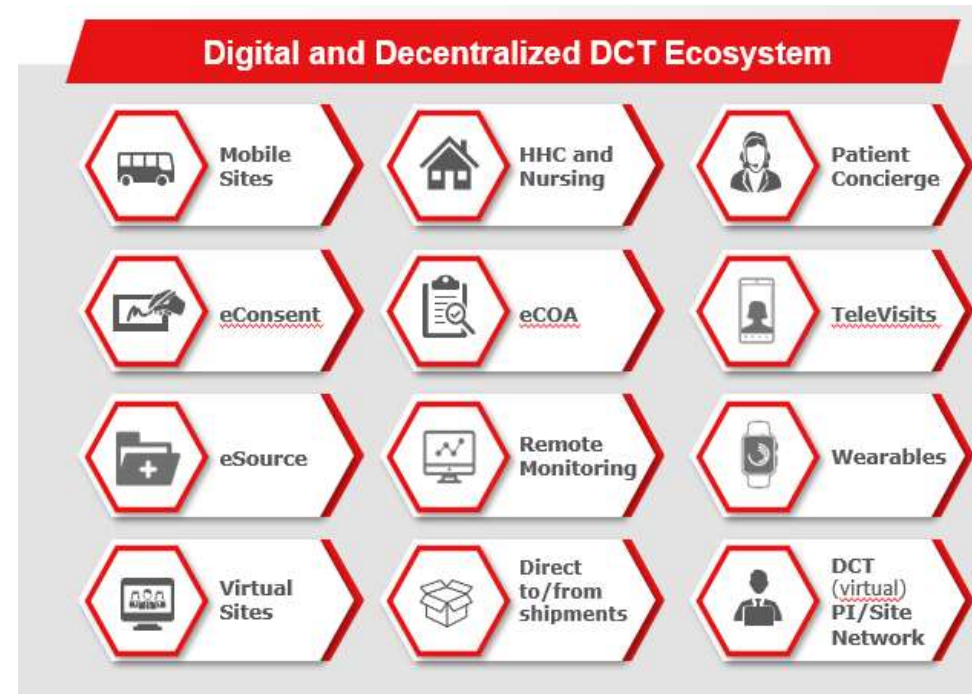 Digital and Decentralized DCT Ecosystem
Mobile
Sites
HHC and
Nursing
Patient
Concierge
eConsent
eCOA
TeleVisits
eSource
Remote
Monitoring
Wearables
Virtual
Sites
Direct
to/from
shipments
DCT
(virtual)
PI/Site
Network